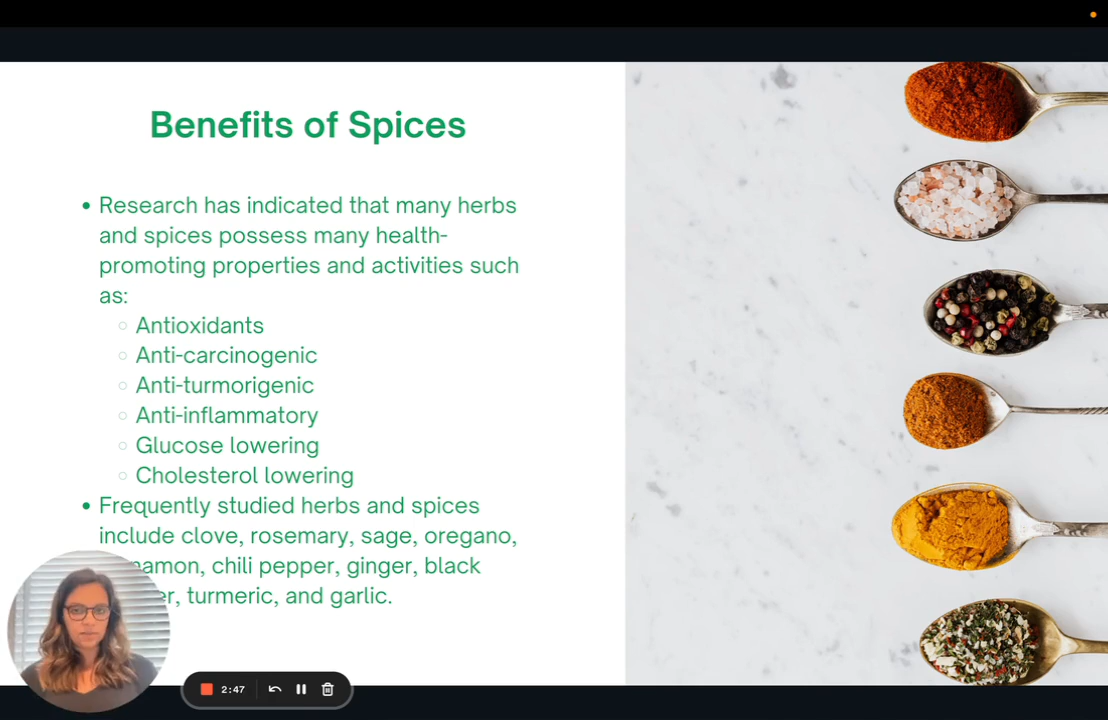 Benefits of Spices
Research has indicated that many herbs
and spices possess many health-
promoting properties and activities such
as:
Antioxidants
Anti-carcinogenic
Anti-turmorigenic
Anti-inflammatory
Glucose lowering
Cholesterol lowering
Frequently studied herbs and spices
include clove, rosemary, sage, oregano,
chili pepper, ginger, black
turmeric, and garlic.
2:47